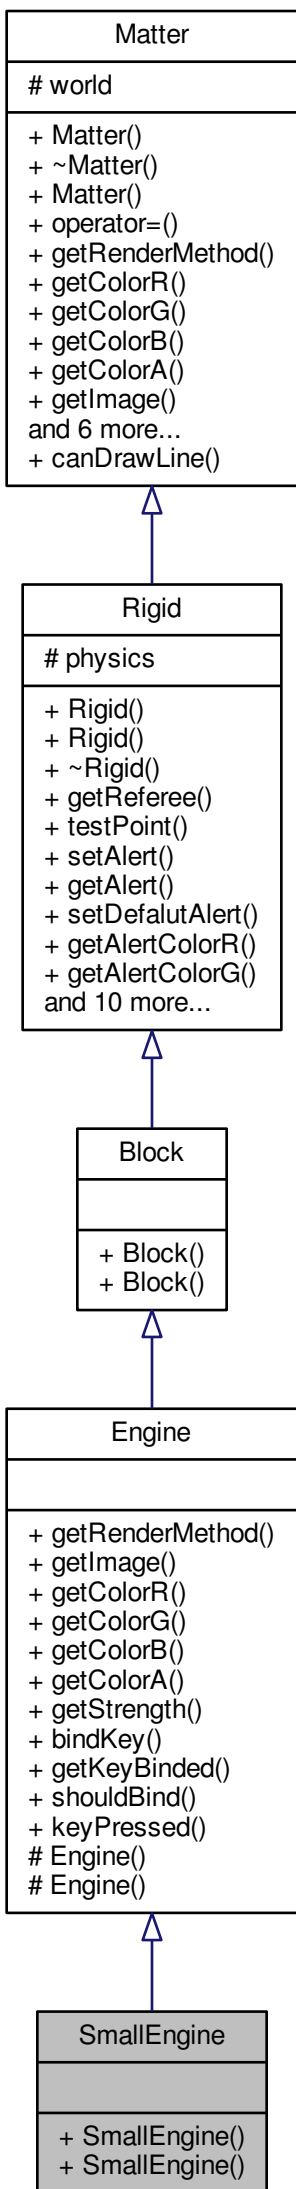 Matter
# world
+ Matter()
+ ~Matter()
+ Matter()
+ operator=()
+ getRenderMethod()
+ getColorR()
+ getColorG()
+ getColorB()
+ getColorA()
+ getImage()
and 6 more...
+ canDrawLine()
Rigid
# physics
+ Rigid()
+ Rigid()
+ ~Rigid()
+ getReferee()
+ testPoint()
+ setAlert()
+ getAlert()
+ setDefalutAlert()
+ getAlertColorR()
+ getAlertColorG()
and 10 more...
Block
+ Block()
+ Block()
Engine
+ getRenderMethod()
+ getImage()
+ getColorR()
+ getColorG()
+ getColorB()
+ getColorA()
+ getStrength()
+ bindKey()
+ getKeyBinded()
+ shouldBind()
+ keyPressed()
# Engine()
# Engine()
SmallEngine
+ SmallEngine()
+ SmallEngine()